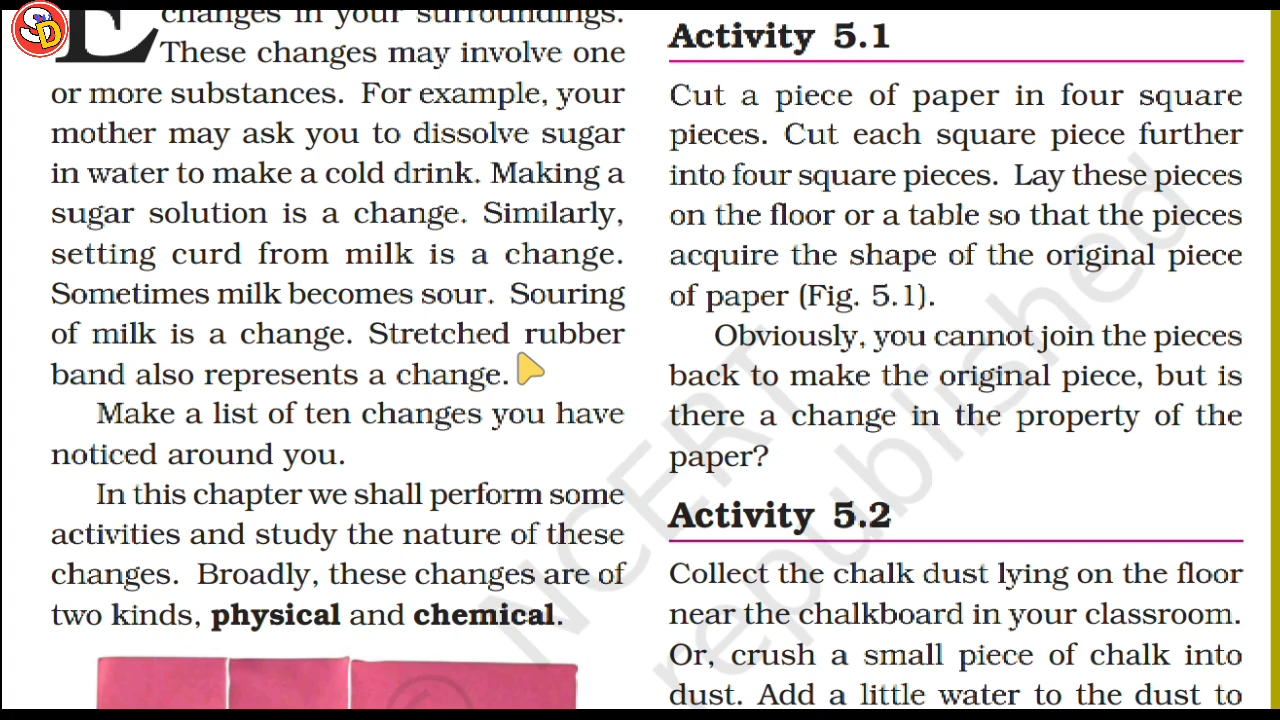 SD
E
changes in your surroundings.
These changes may involve one
or more substances. For example, your
mother may ask you to dissolve sugar
in water to make a cold drink. Making a
sugar solution is a change. Similarly,
setting curd from milk is a change.
Sometimes milk becomes sour. Souring
of milk is a change. Stretched rubber
band also represents a change.
Make a list of ten changes you have
noticed around you.
In this chapter we shall perform some
activities and study the nature of these
changes. Broadly, these changes are of
two kinds, physical and chemical.
Activity 5.1
Cut a piece of paper in four square
pieces. Cut each square piece further
into four square pieces. Lay these pieces
on the floor or a table so that the pieces
acquire the shape of the original piece
of paper (Fig. 5.1).
Obviously, you cannot join the pieces
back to make the original piece, but is
there a change in the property of the
paper?
Activity 5.2
Collect the chalk dust lying on the floor
near the chalkboard in your classroom.
Or, crush a small piece of chalk into
dust. Add a little water to the dust to
© NCERT
republished